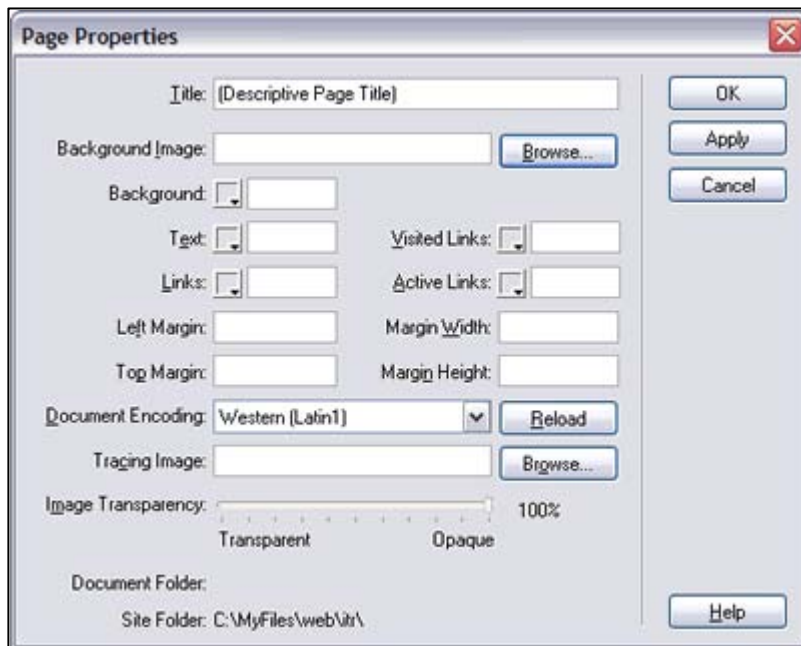 Page Properties
Title: (Descriptive Page Title)
OK
Background Image: Browse...
Apply
Background:
Cancel
Text: Visited Links:
Links: Active Links:
Left Margin: Margin Width:
Top Margin: Margin Height:
Document Encoding: Western (Latin1) Reload
Tracing Image: Browse...
Image Transparency: 100%
Transparent Opaque
Document Folder:
Site Folder: C:\MyFiles\web\itr\
Help